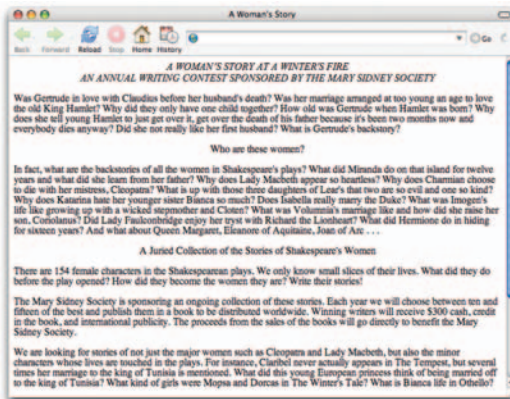 A Woman's Story
Back Forward Reload Stop Home History Go
A WOMAN'S STORY AT A WINTER'S FIRE
AN ANNUAL WRITING CONTEST SPONSORED BY THE MARY SIDNEY SOCIETY
Was Gertrude in love with Claudius before her husband's death? Was her marriage arranged at too young an age to love
the old King Hamlet? Why did they only have one child together? How old was Gertrude when Hamlet was born? Why
does she tell young Hamlet to just get over it, get over the death of his father because it's been two months now and
everybody dies anyway? Did she not really like her first husband? What is Gertrude's backstory?
Who are these women?
In fact, what are the backstories of all the women in Shakespeare's plays? What did Miranda do on that island for twelve
years and what did she learn from her father? Why does Lady Macbeth appear so heartless? Why does Charmian choose
to die with her mistress, Cleopatra? What is up with those three daughters of Lear's that two are so evil and one so kind?
Why does Katarina hate her younger sister Bianca so much? Does Isabella really marry the Duke? What was Imogen's
life like growing up with a wicked stepmother and Cloten? What was Volumnia's marriage like and how did she raise her
son, Coriolanus? Did Lady Faulconbridge enjoy her tryst with Richard the Lionheart? What did Hermione do in hiding
for sixteen years? And what about Queen Margaret, Eleanore of Aquitaine, Joan of Arc . . .
A Juried Collection of the Stories of Shakespeare's Women
There are 154 female characters in the Shakespearean plays. We only know small slices of their lives. What did they do
before the play opened? How did they become the women they are? Write their stories!
The Mary Sidney Society is sponsoring an ongoing collection of these stories. Each year we will choose between ten and
fifteen of the best and publish them in a book to be distributed worldwide. Winning writers will receive $300 cash, credit
in the book, and international publicity. The proceeds from the sales of the books will go directly to benefit the Mary
Sidney Society.
We are looking for stories of not just the major women such as Cleopatra and Lady Macbeth, but also the minor
characters whose lives are touched in the plays. For instance, Claribel never actually appears in The Tempest, but several
times her marriage to the king of Tunisia is mentioned. What did this young European princess think of being married off
to the king of Tunisia? What kind of girls were Mopsa and Dorcas in The Winter's Tale? What is Bianca life in Othello?